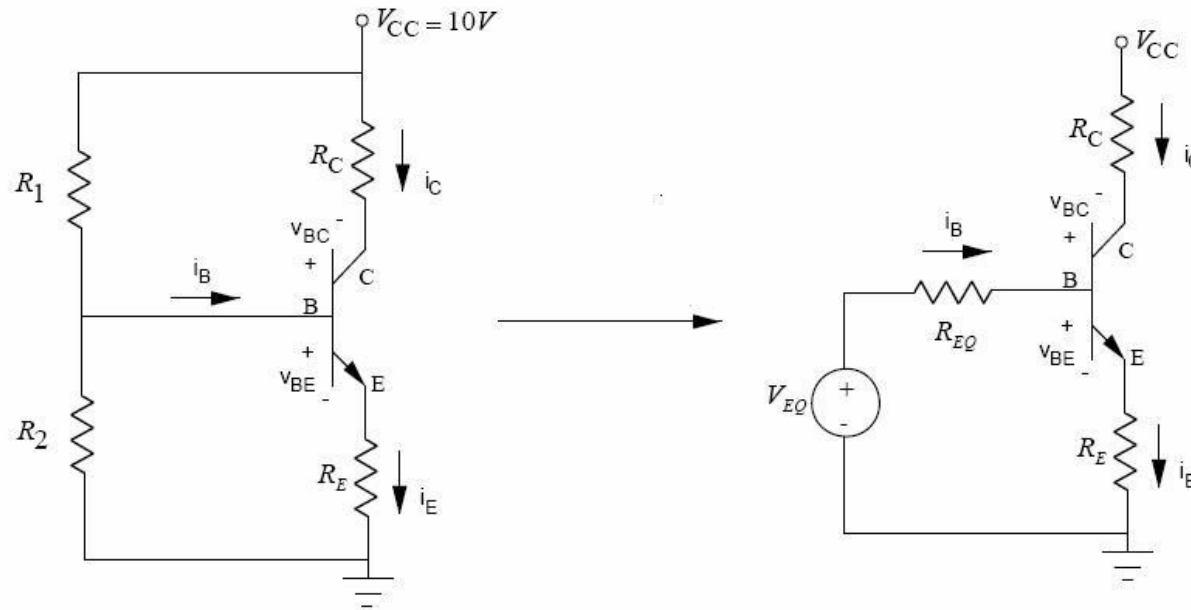 V_CC = 10V
R_1
R_C
i_C
v_BC -
+
C
i_B
B
+
v_BE
-
E
R_2
R_E
i_E
V_CC
R_C
v_BC -
+
C
i_B
B
R_EQ
+
v_BE
-
E
V_EQ
+
-
R_E